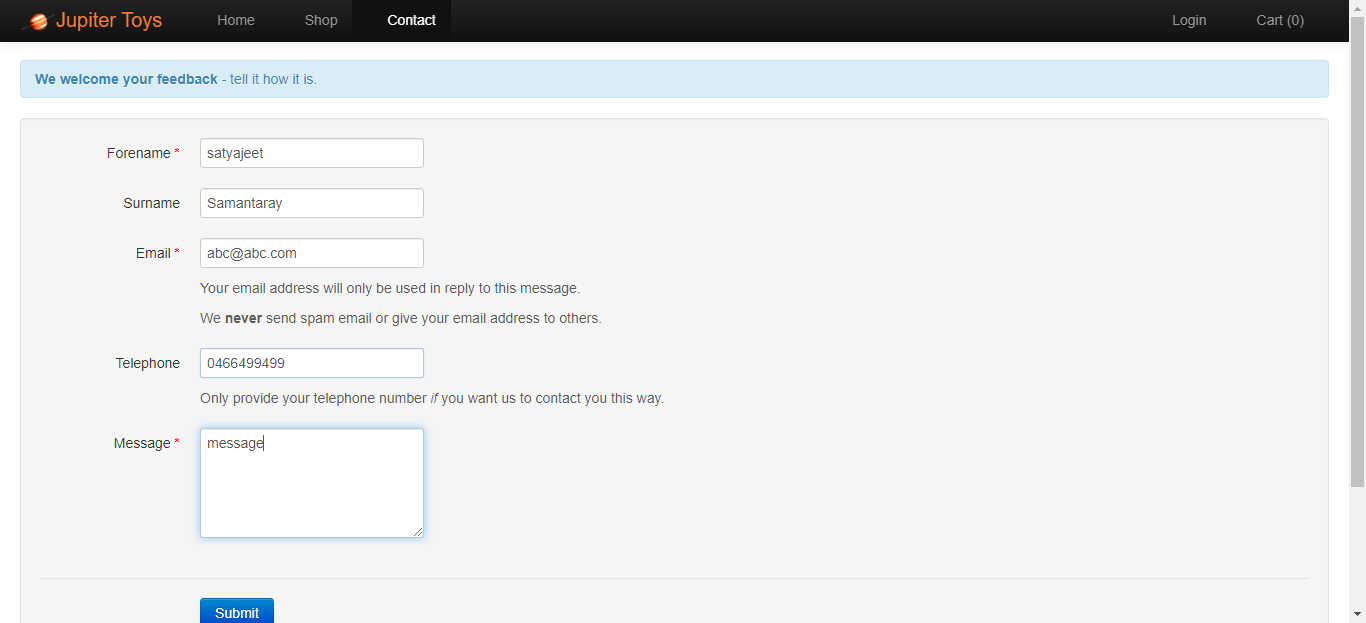 Jupiter Toys Home Shop Contact Login Cart (0)
We welcome your feedback - tell it how it is.
Forename * satyajeet
Surname Samantaray
Email * abc@abc.com
Your email address will only be used in reply to this message.
We never send spam email or give your email address to others.
Telephone 0466499499
Only provide your telephone number if you want us to contact you this way.
Message * message
Submit